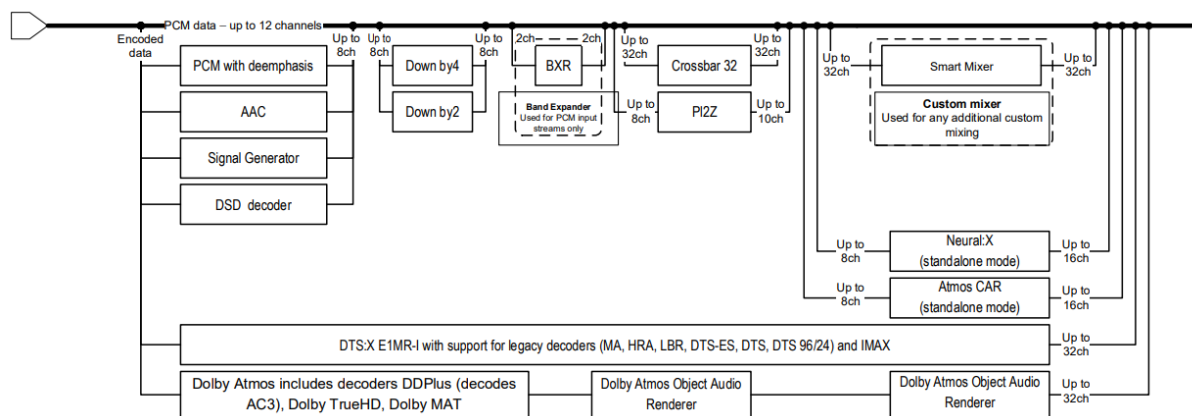 PCM data – up to 12 channels
Encoded
data
Up to
8ch
Up to
8ch
Up to
8ch
2ch
2ch
Up to
32ch
Up to
32ch
Up to
32ch
Up to
32ch
PCM with deemphasis
Down by4
BXR
Crossbar 32
Smart Mixer
AAC
Down by2
Band Expander
Used for PCM input
streams only
Up to
8ch
PI2Z
Up to
10ch
Custom mixer
Used for any additional custom
mixing
Signal Generator
DSD decoder
Up to
8ch
Neural:X
(standalone mode)
Up to
16ch
Up to
8ch
Atmos CAR
(standalone mode)
Up to
16ch
DTS:X E1MR-I with support for legacy decoders (MA, HRA, LBR, DTS-ES, DTS, DTS 96/24) and IMAX
Up to
32ch
Dolby Atmos includes decoders DDPlus (decodes
AC3), Dolby TrueHD, Dolby MAT
Dolby Atmos Object Audio
Renderer
Dolby Atmos Object Audio
Renderer
Up to
32ch